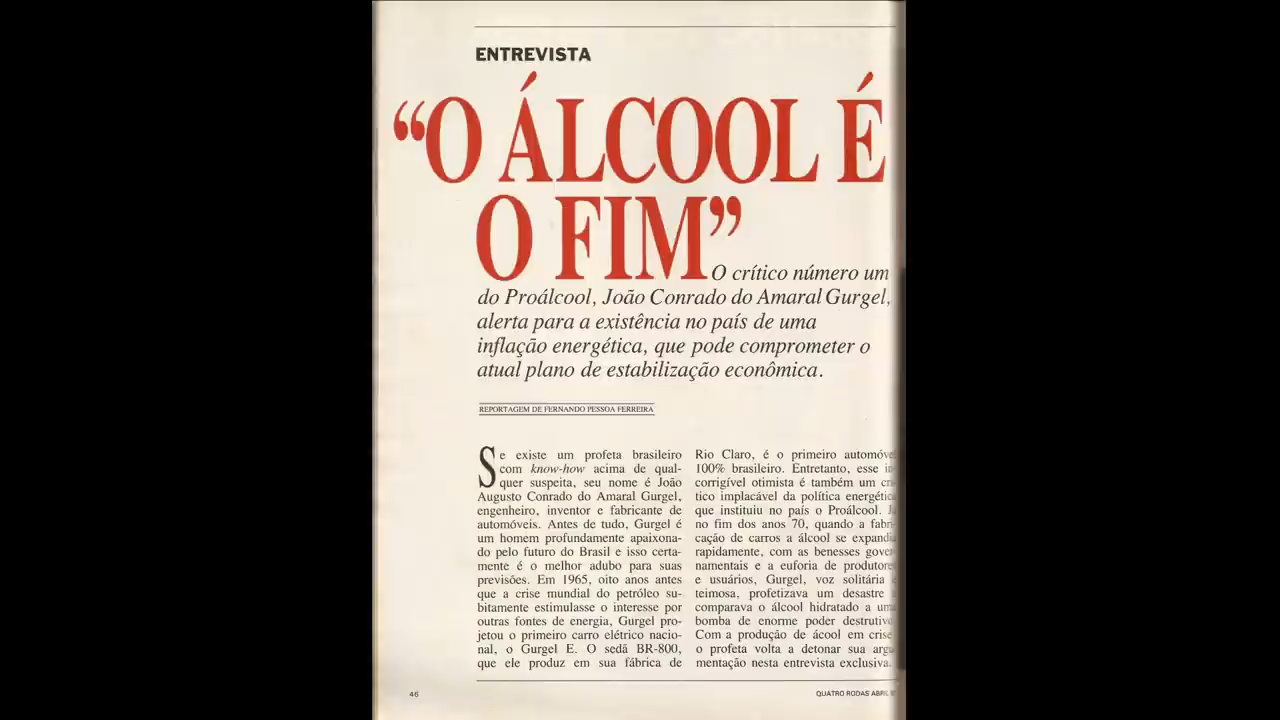 ENTREVISTA
“O ÁLCOOL É
O FIM” O crítico número um
do Proálcool, João Conrado do Amaral Gurgel,
alerta para a existência no país de uma
inflação energética, que pode comprometer o
atual plano de estabilização econômica.
REPORTAGEM DE FERNANDO PESSOA FERREIRA
Se existe um profeta brasileiro
com know-how acima de qual-
quer suspeita, seu nome é João
Augusto Conrado do Amaral Gurgel,
engenheiro, inventor e fabricante de
automóveis. Antes de tudo, Gurgel é
um homem profundamente apaixona-
do pelo futuro do Brasil e isso certa-
mente é o melhor adubo para suas
previsões. Em 1965, oito anos antes
que a crise mundial do petróleo su-
bitamente estimulasse o interesse por
outras fontes de energia, Gurgel pro-
jetou o primeiro carro elétrico nacio-
nal, o Gurgel E. O sedã BR-800,
que ele produz em sua fábrica de
Rio Claro, é o primeiro automóve
100% brasileiro. Entretanto, esse in-
corrigível otimista é também um crí-
tico implacável da política energética
que instituiu no país o Proálcool. Já
no fim dos anos 70, quando a fabri-
cação de carros a álcool se expandia
rapidamente, com as benesses gover-
namentais e a euforia de produtores
e usuários, Gurgel, voz solitária e
teimosa, profetizava um desastre e
comparava o álcool hidratado a uma
bomba de enorme poder destrutivo.
Com a produção de ácool em crise,
o profeta volta a detonar sua argu-
mentação nesta entrevista exclusiva.
46
QUATRO RODAS ABRIL